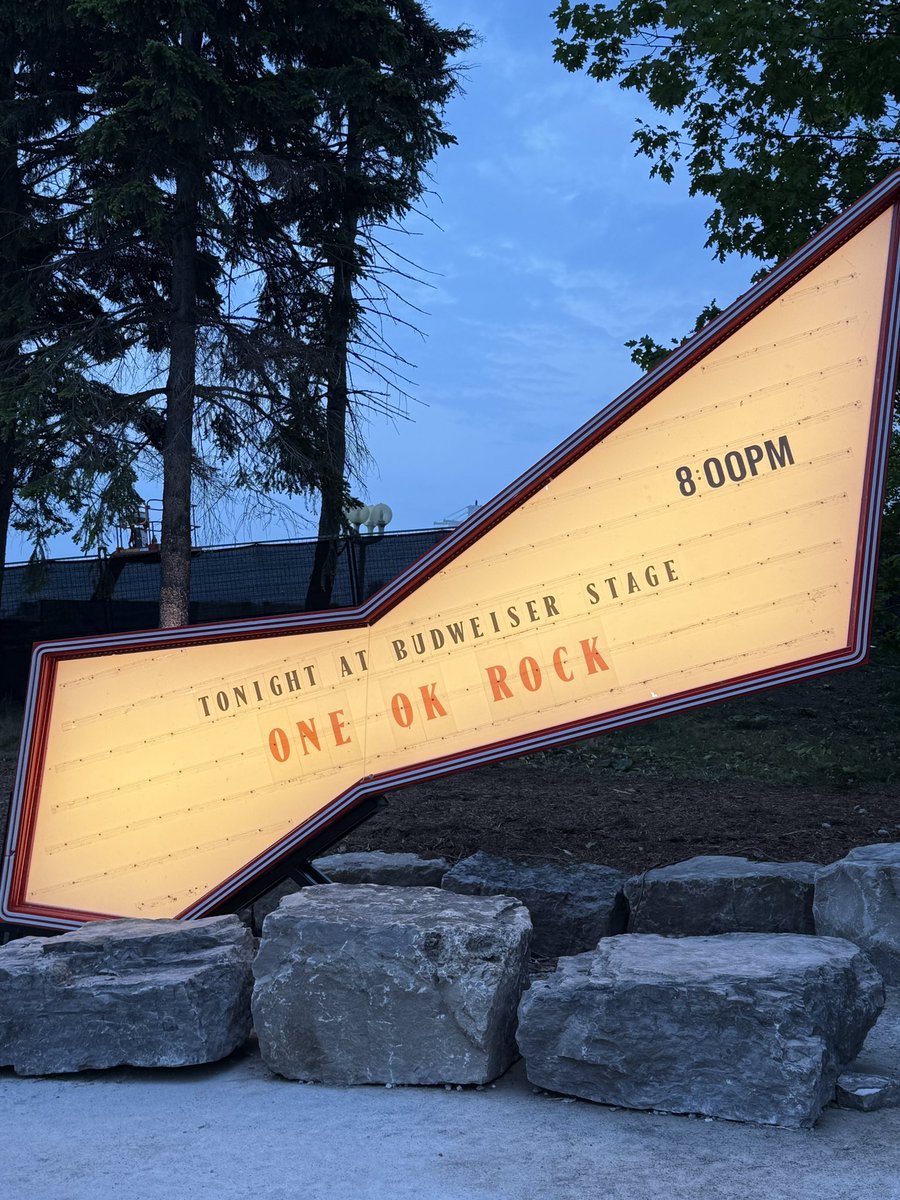 8:00PM
TONIGHT AT BUDWEISER STAGE
ONE OK ROCK